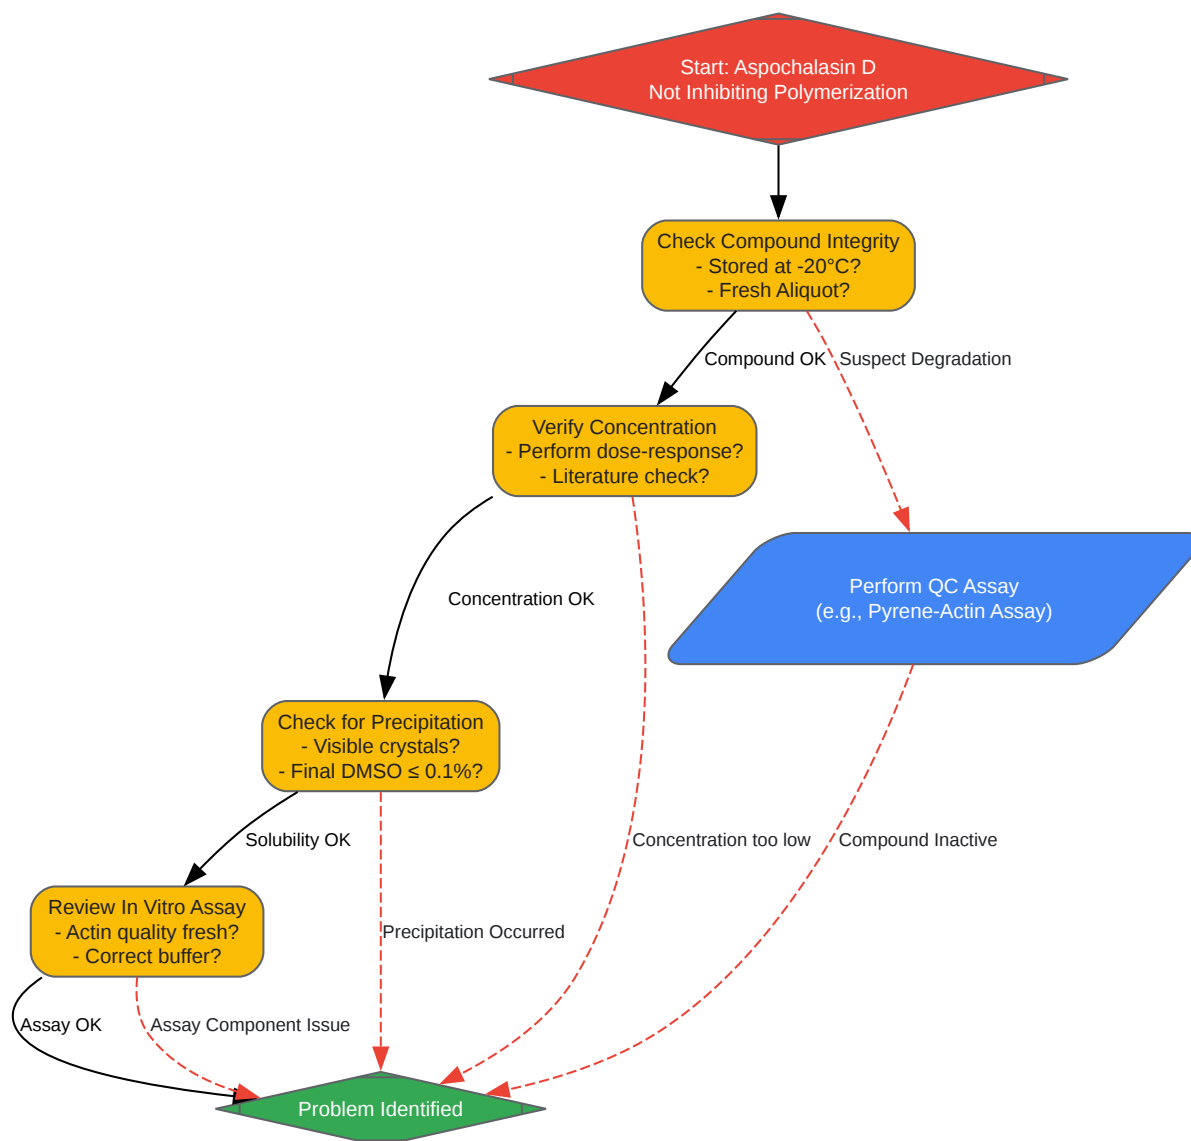 Start: Aspochalasin D
Not Inhibiting Polymerization
Check Compound Integrity
- Stored at -20°C?
- Fresh Aliquot?
Compound OK
Suspect Degradation
Verify Concentration
- Perform dose-response?
- Literature check?
Perform QC Assay
(e.g., Pyrene-Actin Assay)
Concentration OK
Check for Precipitation
- Visible crystals?
- Final DMSO ≤ 0.1%?
Solubility OK
Concentration too low
Compound Inactive
Review In Vitro Assay
- Actin quality fresh?
- Correct buffer?
Precipitation Occurred
Assay OK
Assay Component Issue
Problem Identified